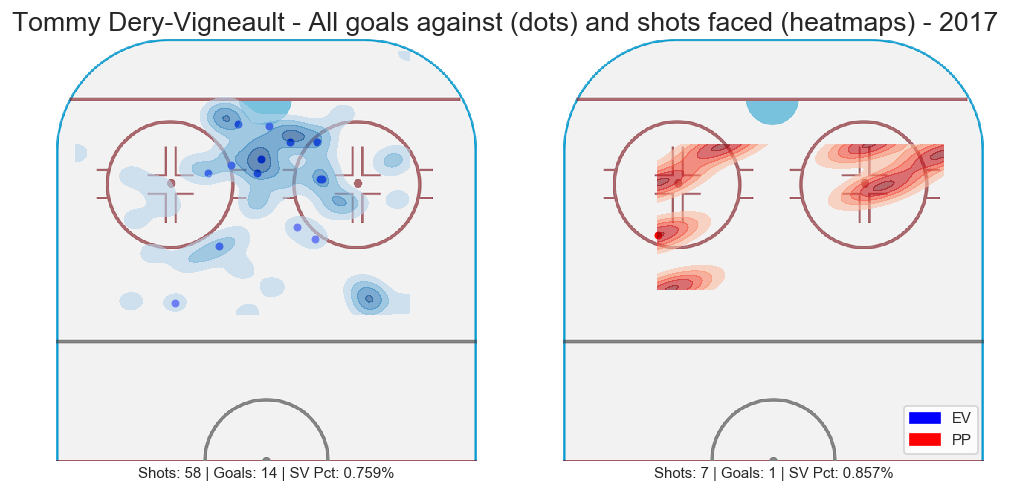 Tommy Dery-Vigneault - All goals against (dots) and shots faced (heatmaps) - 2017
EV
PP
Shots: 58 | Goals: 14 | SV Pct: 0.759%
Shots: 7 | Goals: 1 | SV Pct: 0.857%